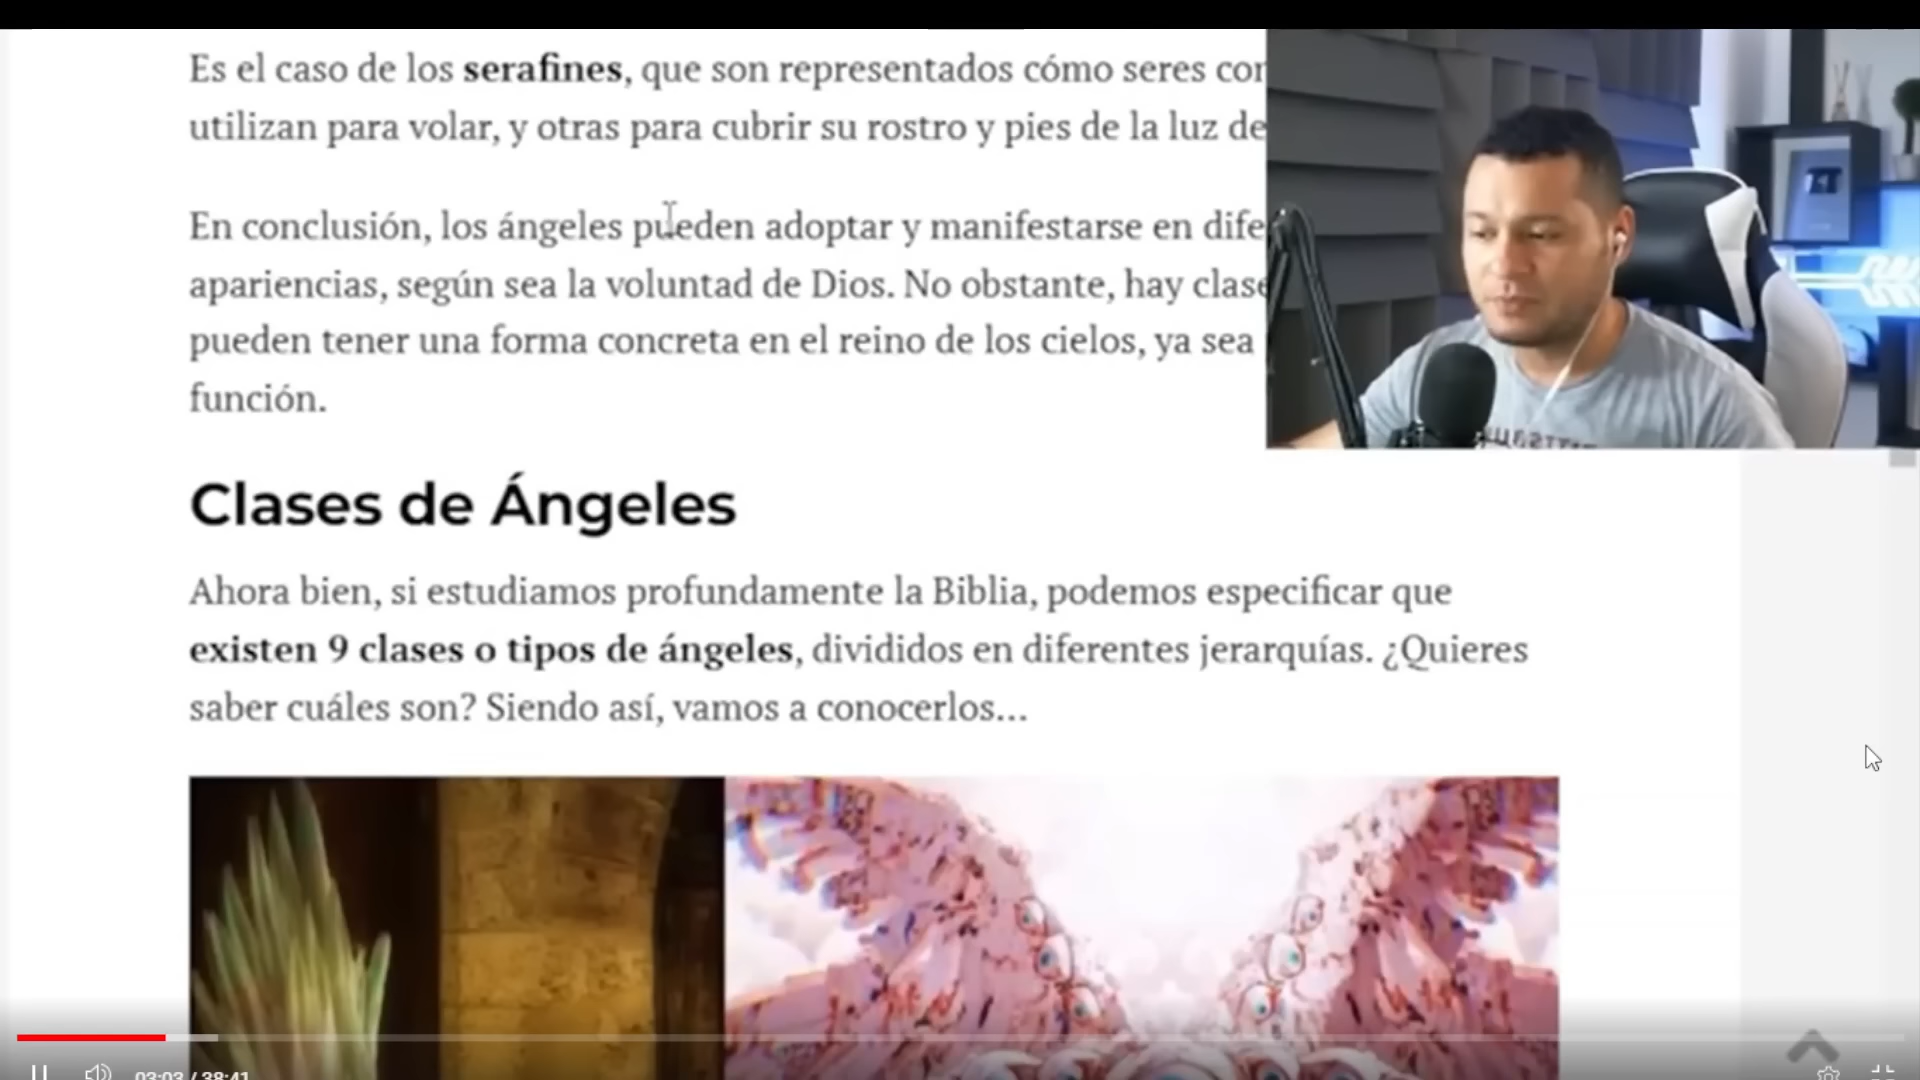 Es el caso de los serafines, que son representados cómo seres con
utilizan para volar, y otras para cubrir su rostro y pies de la luz de
En conclusión, los ángeles pueden adoptar y manifestarse en dife
apariencias, según sea la voluntad de Dios. No obstante, hay clase
pueden tener una forma concreta en el reino de los cielos, ya sea
función.
Clases de Ángeles
Ahora bien, si estudiamos profundamente la Biblia, podemos especificar que
existen 9 clases o tipos de ángeles, divididos en diferentes jerarquías. ¿Quieres
saber cuáles son? Siendo así, vamos a conocerlos...
03:03 / 38:41